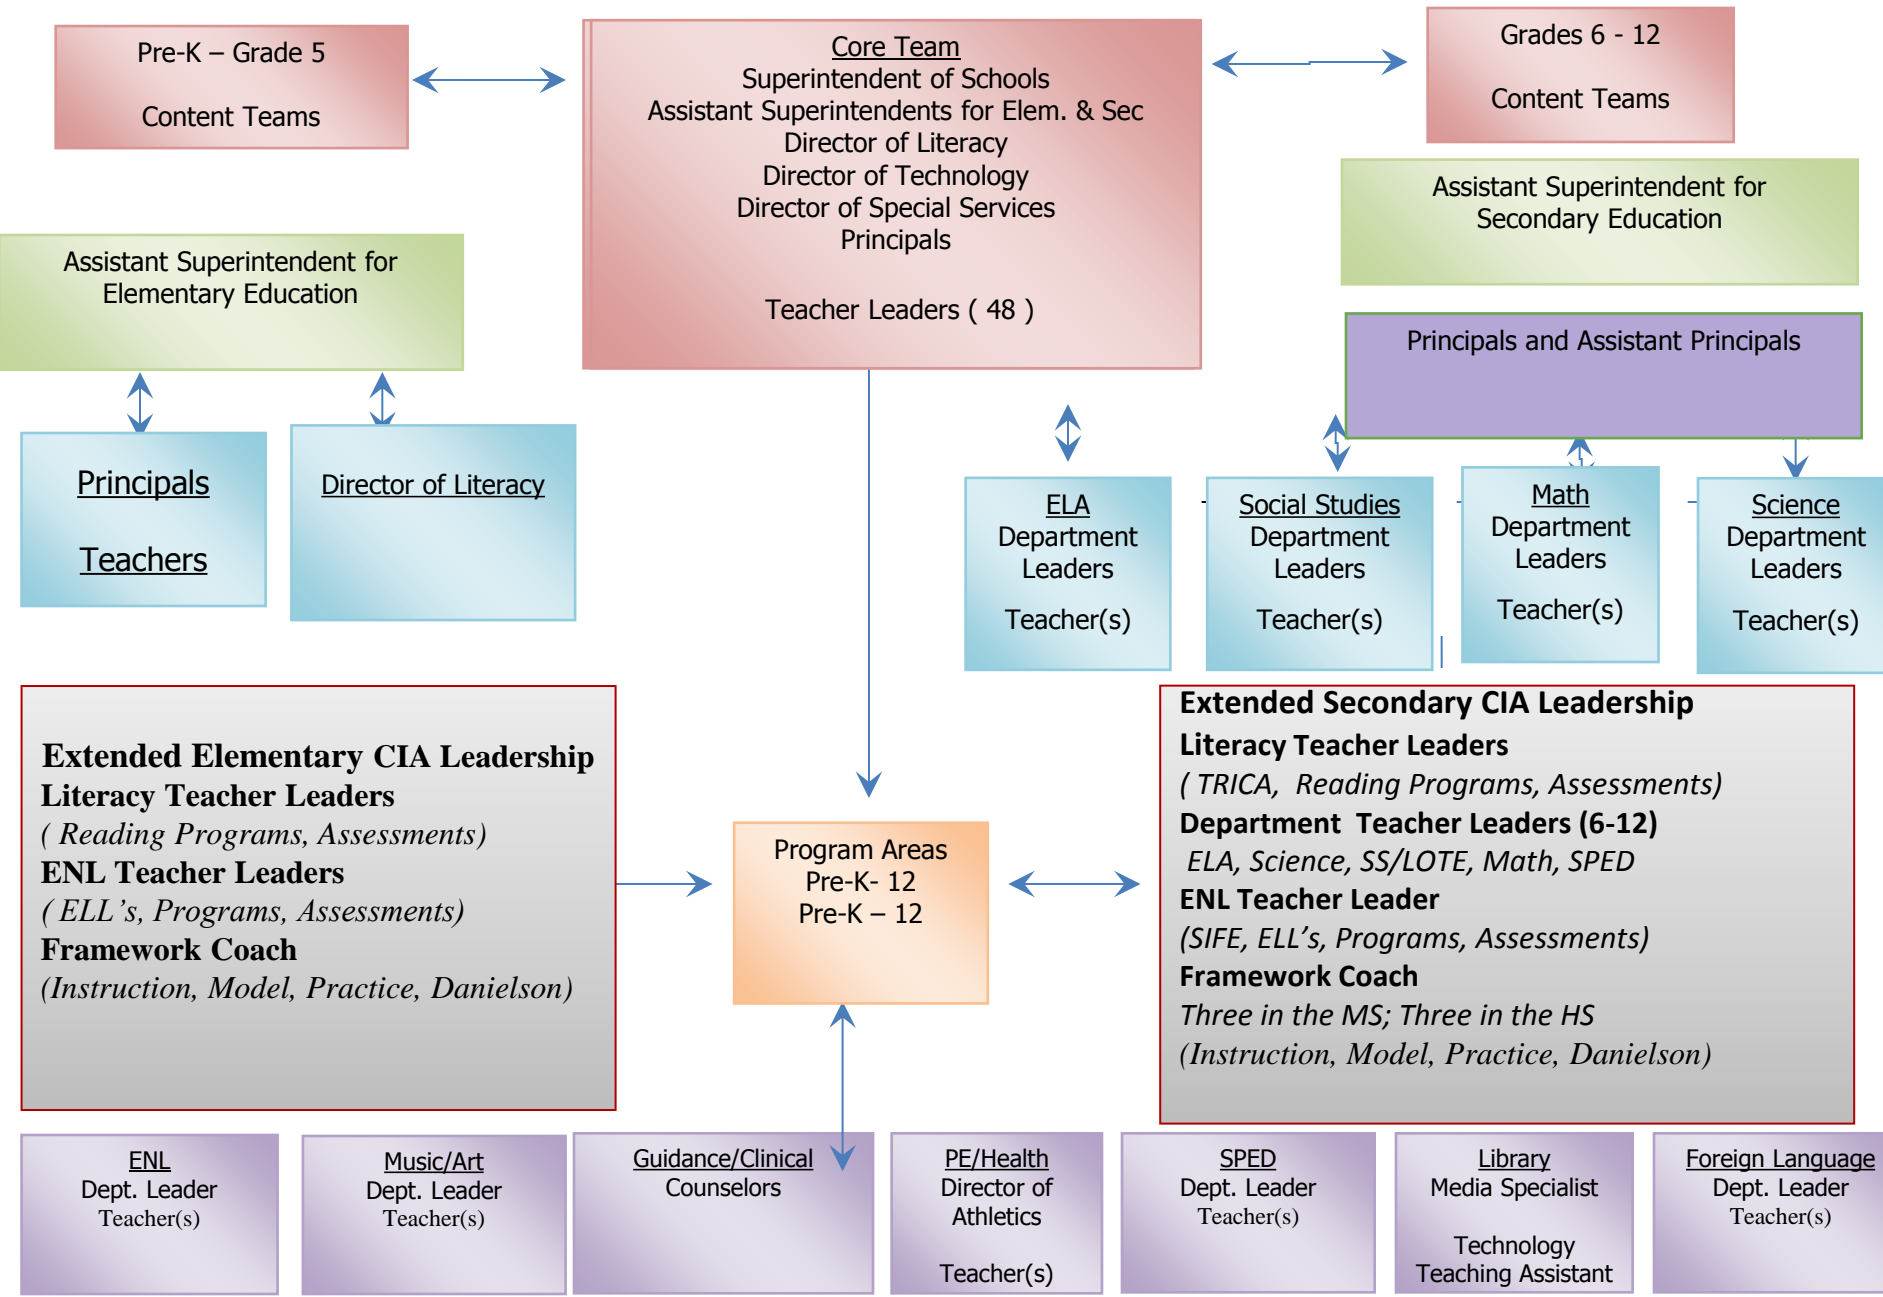 Pre-K – Grade 5
Content Teams
Core Team
Superintendent of Schools
Assistant Superintendents for Elem. & Sec
Director of Literacy
Director of Technology
Director of Special Services
Principals
Teacher Leaders ( 48 )
Grades 6 - 12
Content Teams
Assistant Superintendent for
Secondary Education
Assistant Superintendent for
Elementary Education
Principals and Assistant Principals
Principals
Teachers
Director of Literacy
ELA
Department
Leaders
Teacher(s)
Social Studies
Department
Leaders
Teacher(s)
Math
Department
Leaders
Teacher(s)
Science
Department
Leaders
Teacher(s)
Extended Elementary CIA Leadership
Literacy Teacher Leaders
( Reading Programs, Assessments)
ENL Teacher Leaders
( ELL’s, Programs, Assessments)
Framework Coach
(Instruction, Model, Practice, Danielson)
Program Areas
Pre-K- 12
Pre-K – 12
Extended Secondary CIA Leadership
Literacy Teacher Leaders
( TRICA, Reading Programs, Assessments)
Department Teacher Leaders (6-12)
ELA, Science, SS/LOTE, Math, SPED
ENL Teacher Leader
(SIFE, ELL’s, Programs, Assessments)
Framework Coach
Three in the MS; Three in the HS
(Instruction, Model, Practice, Danielson)
ENL
Dept. Leader
Teacher(s)
Music/Art
Dept. Leader
Teacher(s)
Guidance/Clinical
Counselors
PE/Health
Director of
Athletics
Teacher(s)
SPED
Dept. Leader
Teacher(s)
Library
Media Specialist
Technology
Teaching Assistant
Foreign Language
Dept. Leader
Teacher(s)